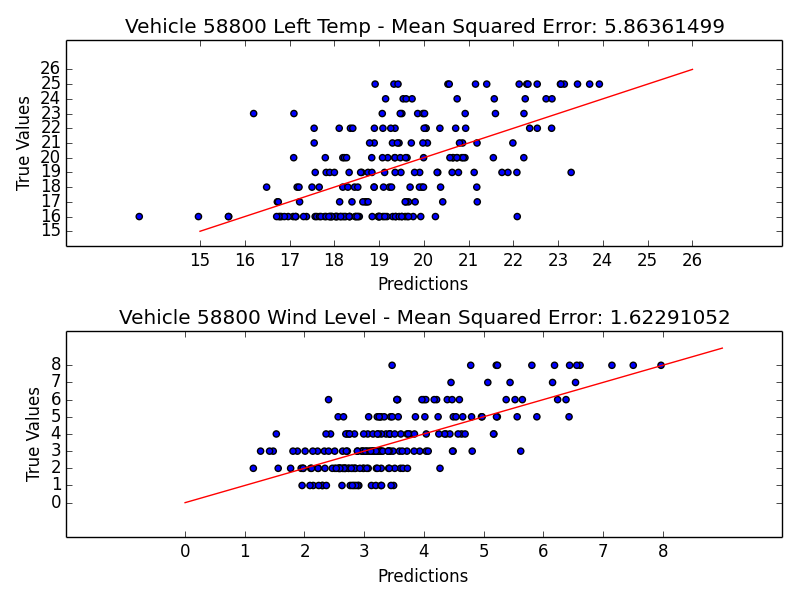 Vehicle 58800 Left Temp - Mean Squared Error: 5.86361499
26
25
24
23
22
21
20
19
18
17
16
15
True Values
15 16 17 18 19 20 21 22 23 24 25 26
Predictions
Vehicle 58800 Wind Level - Mean Squared Error: 1.62291052
8
7
6
5
4
3
2
1
0
True Values
0 1 2 3 4 5 6 7 8
Predictions